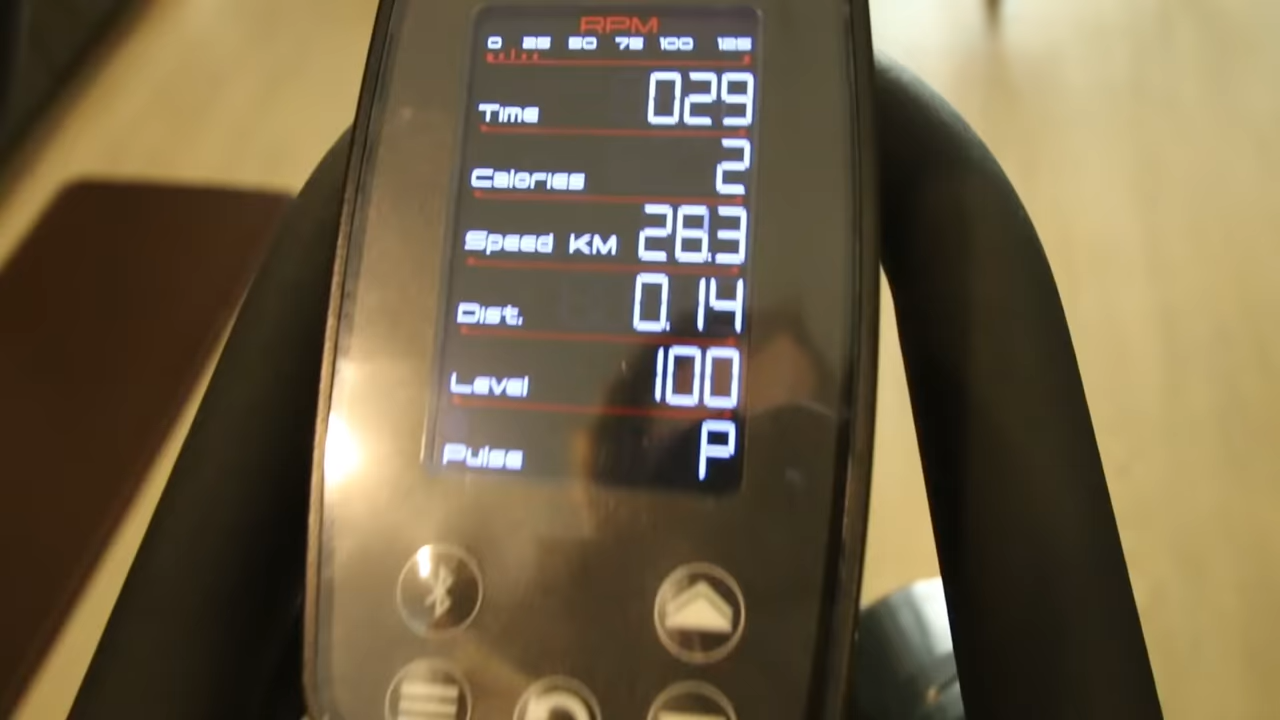 RPM
0 25 50 75 100 125
Time 029
Calories 2
Speed KM 28.3
Dist. 0.14
Level 100
Pulse P